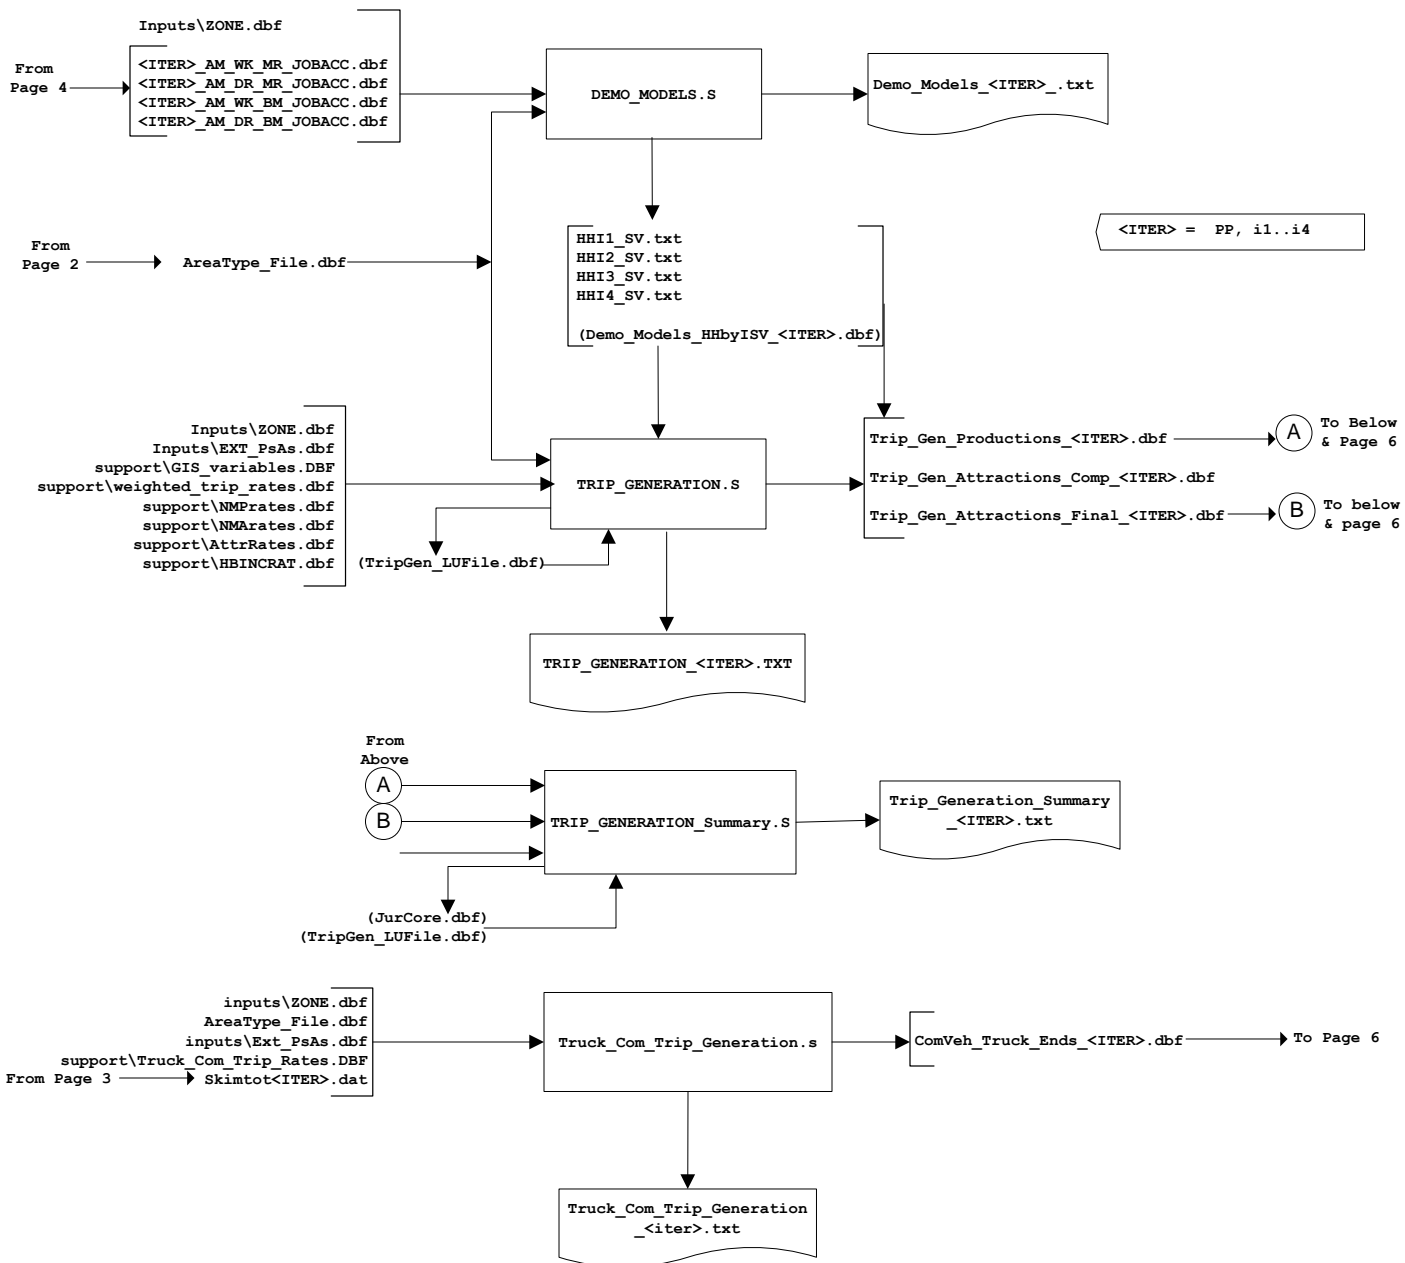 Inputs\ZONE.dbf
From
Page 4
<ITER>_AM_WK_MR_JOBACC.dbf
<ITER>_AM_DR_MR_JOBACC.dbf
<ITER>_AM_WK_BM_JOBACC.dbf
<ITER>_AM_DR_BM_JOBACC.dbf
DEMO_MODELS.S
Demo_Models_<ITER>_.txt
<ITER> = PP, i1..i4
From
Page 2
AreaType_File.dbf
HHI1_SV.txt
HHI2_SV.txt
HHI3_SV.txt
HHI4_SV.txt
(Demo_Models_HHbyISV_<ITER>.dbf)
Inputs\ZONE.dbf
Inputs\EXT_PsAs.dbf
support\GIS_variables.DBF
support\weighted_trip_rates.dbf
support\NMPrates.dbf
support\NMArates.dbf
support\AttrRates.dbf
support\HBINCRAT.dbf
TRIP_GENERATION.S
(TripGen_LUFile.dbf)
Trip_Gen_Productions_<ITER>.dbf
Trip_Gen_Attractions_Comp_<ITER>.dbf
Trip_Gen_Attractions_Final_<ITER>.dbf
A
To Below
& Page 6
B
To below
& page 6
TRIP_GENERATION_<ITER>.TXT
From
Above
A
B
TRIP_GENERATION_Summary.S
Trip_Generation_Summary
_<ITER>.txt
(JurCore.dbf)
(TripGen_LUFile.dbf)
inputs\ZONE.dbf
AreaType_File.dbf
inputs\Ext_PsAs.dbf
support\Truck_Com_Trip_Rates.DBF
From Page 3
Skimtot<ITER>.dat
Truck_Com_Trip_Generation.s
ComVeh_Truck_Ends_<ITER>.dbf
To Page 6
Truck_Com_Trip_Generation
_<iter>.txt